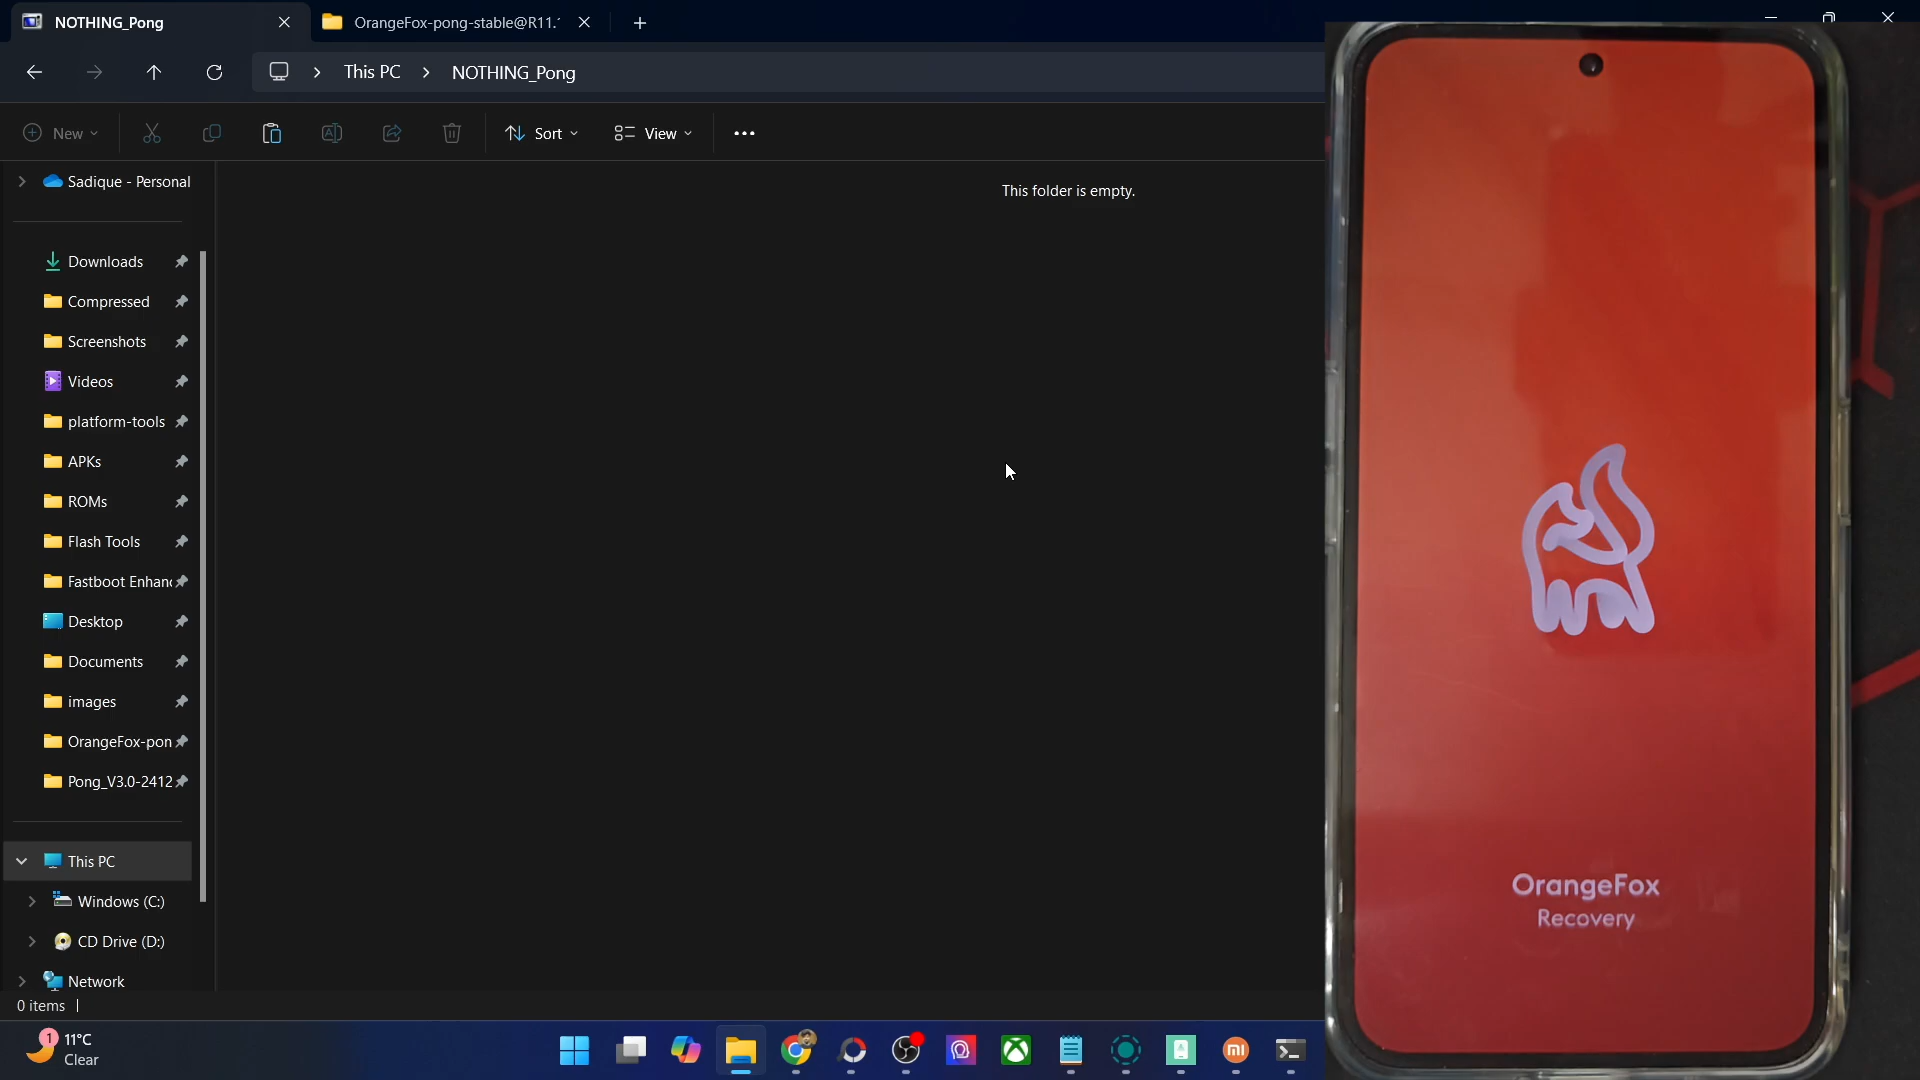 NOTHING_Pong
OrangeFox-pong-stable@R11.
This PC > NOTHING_Pong
New
Sort
View
Sadique - Personal
This folder is empty.
Downloads
Compressed
Screenshots
Videos
platform-tools
APKs
ROMs
Flash Tools
Fastboot Enhan
Desktop
Documents
images
OrangeFox-pon
Pong_V3.0-2412
This PC
Windows (C:)
CD Drive (D:)
Network
0 items
OrangeFox
Recovery
1
11°C
Clear
mi